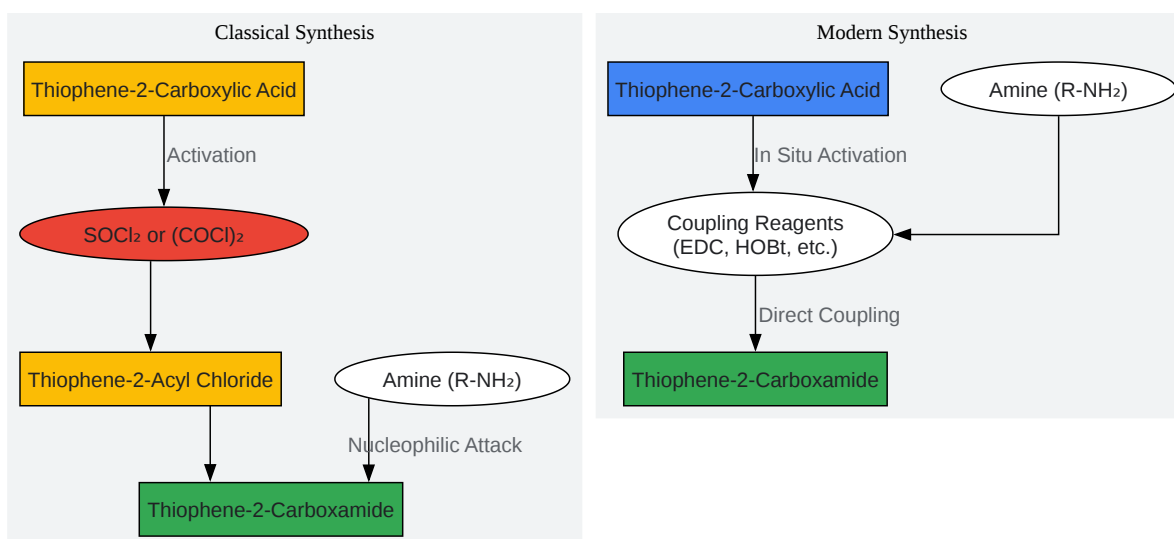 Classical Synthesis
Thiophene-2-Carboxylic Acid
Activation
SOCl₂ or (COCl)₂
Thiophene-2-Acyl Chloride
Amine (R-NH₂)
Nucleophilic Attack
Thiophene-2-Carboxamide
Modern Synthesis
Thiophene-2-Carboxylic Acid
Amine (R-NH₂)
In Situ Activation
Coupling Reagents
(EDC, HOBt, etc.)
Direct Coupling
Thiophene-2-Carboxamide